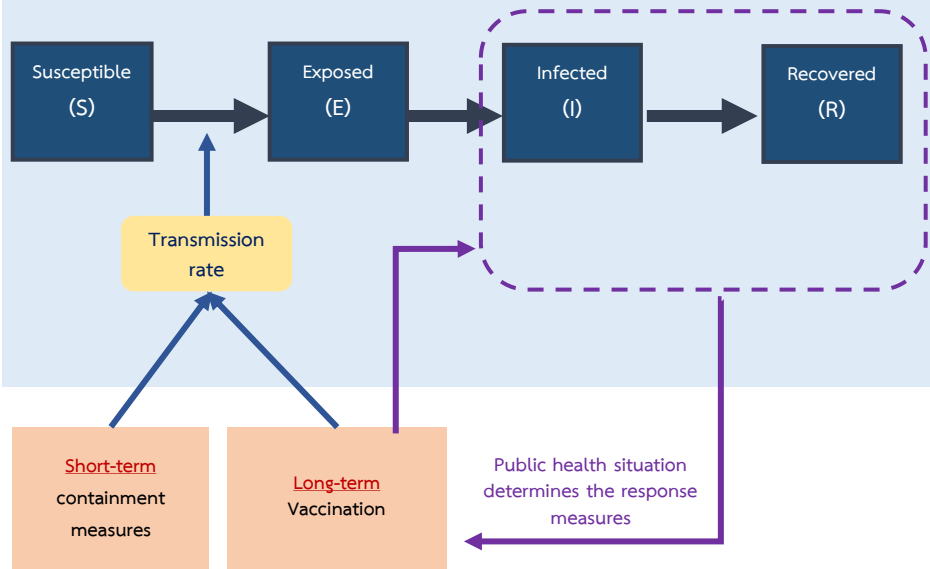 Susceptible
(S)
Exposed
(E)
Infected
(I)
Recovered
(R)
Transmission
rate
Short-term
containment
measures
Long-term
Vaccination
Public health situation
determines the response
measures